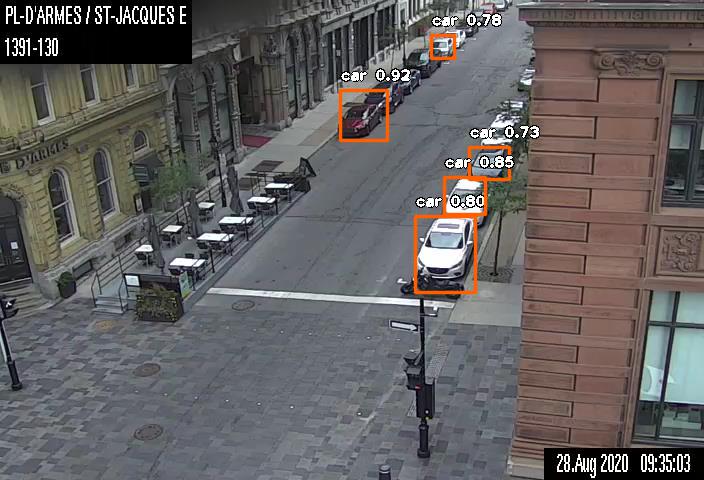 PL-D'ARMES / ST-JACQUES E
1391-130
car 0.78
car 0.92
car 0.73
car 0.85
car 0.80
D'ARMES
28.Aug 2020 09:35:03